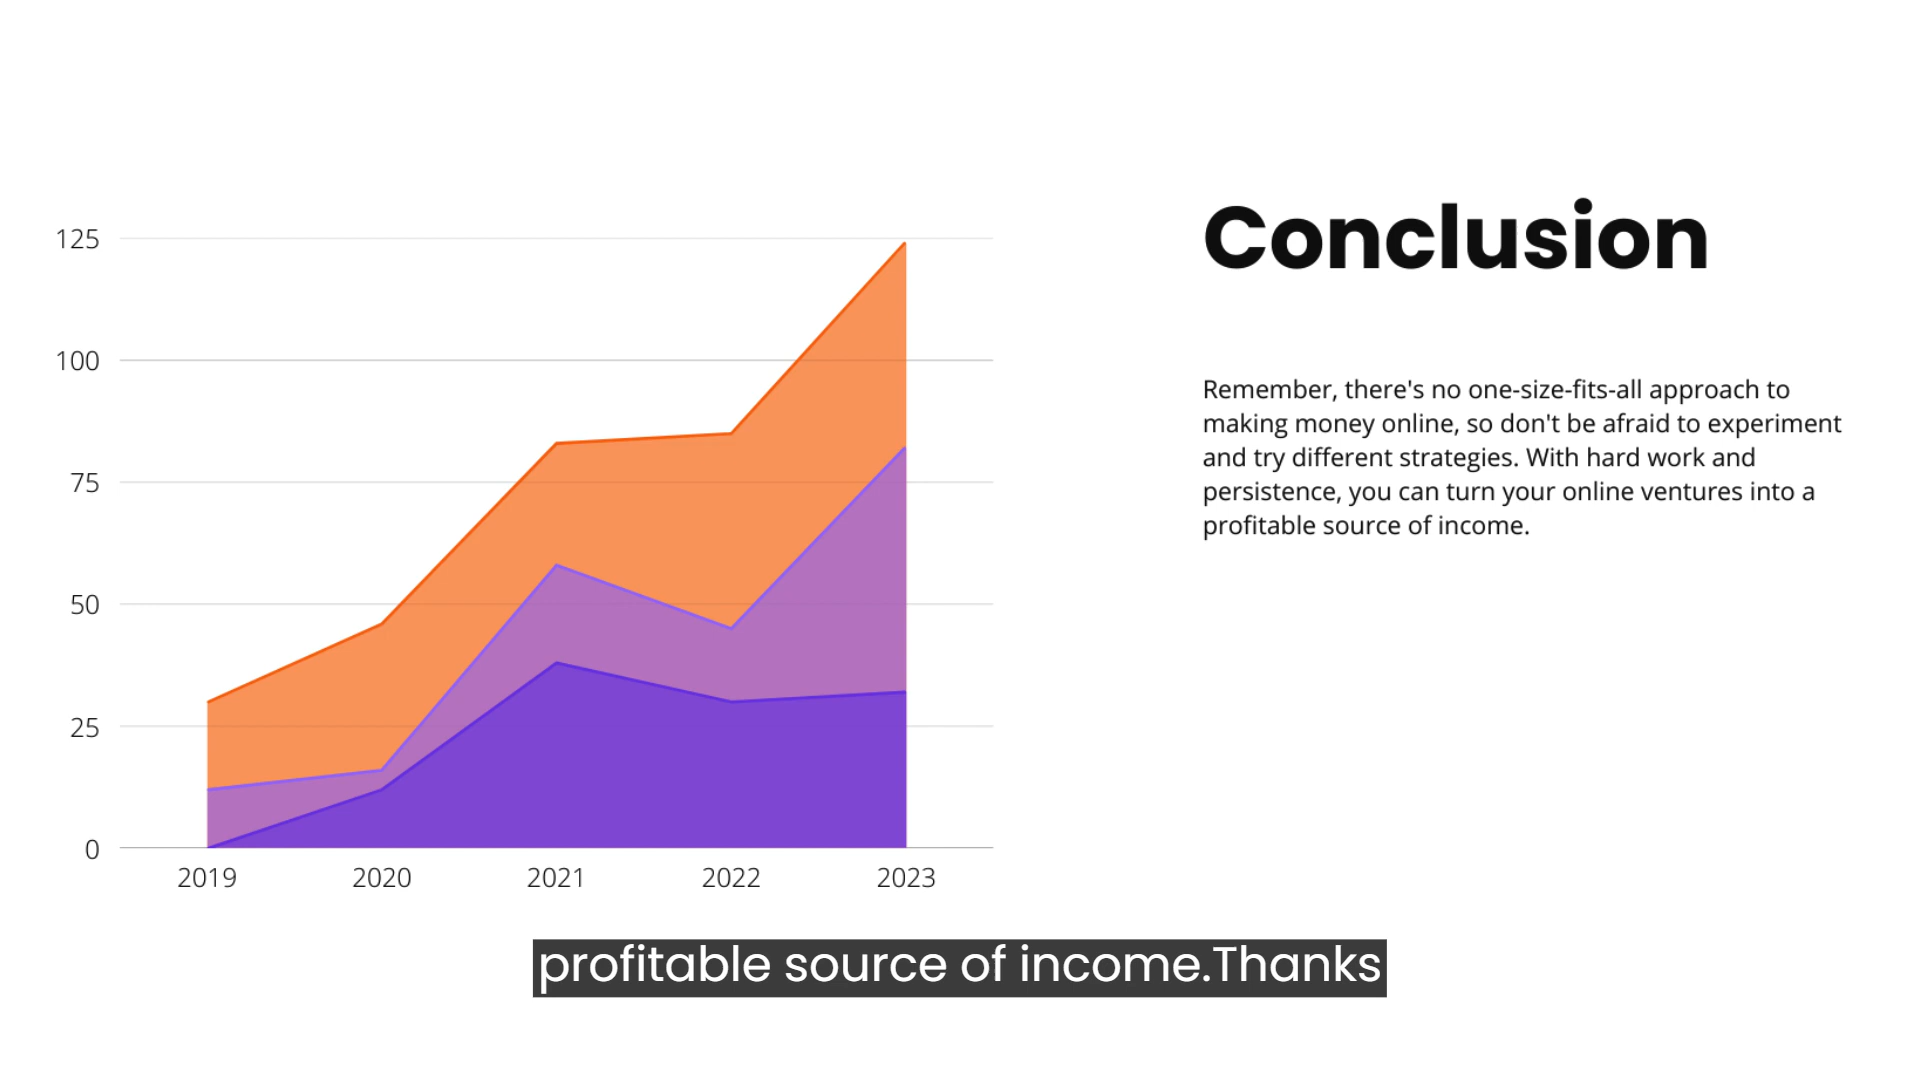 Conclusion
125
100
75
50
25
0
2019 2020 2021 2022 2023
Remember, there's no one-size-fits-all approach to
making money online, so don't be afraid to experiment
and try different strategies. With hard work and
persistence, you can turn your online ventures into a
profitable source of income.
profitable source of income.Thanks